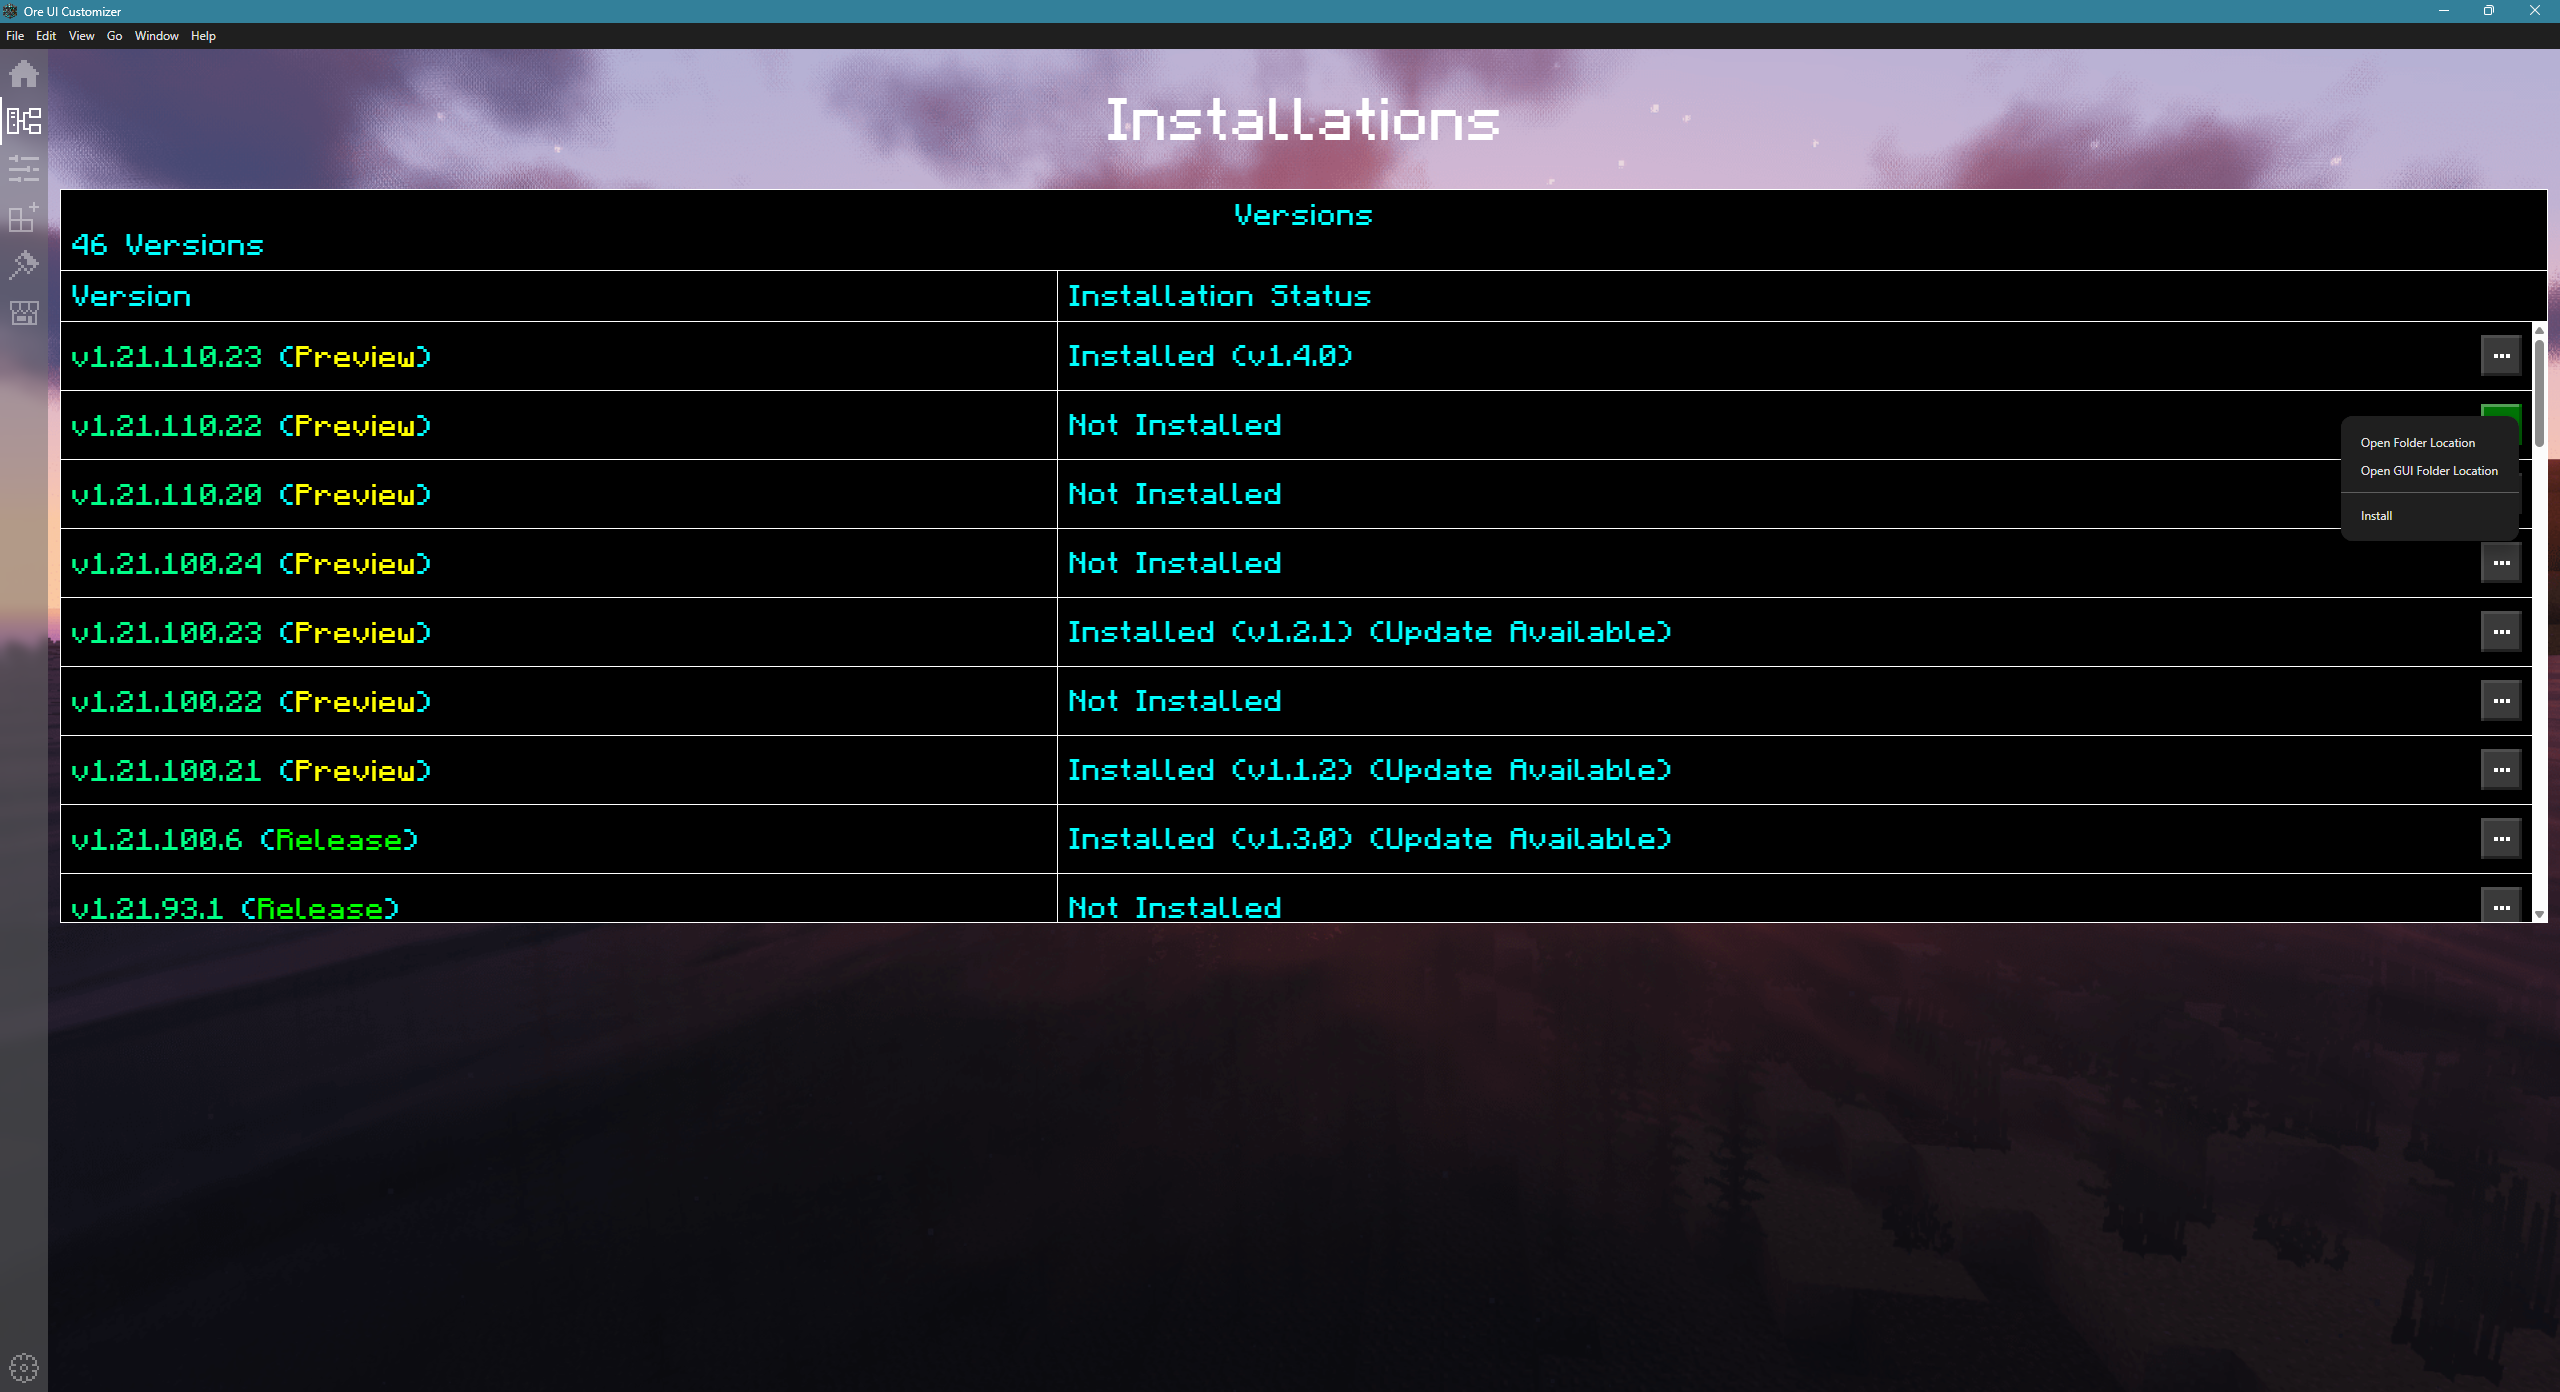 Ore UI Customizer
File Edit View Go Window Help
Installations
Versions
46 Versions
Version Installation Status
v1.21.110.23 (Preview) Installed (v1.4.0)
v1.21.110.22 (Preview) Not Installed
Open Folder Location
Open GUI Folder Location
Install
v1.21.110.20 (Preview) Not Installed
v1.21.100.24 (Preview) Not Installed
v1.21.100.23 (Preview) Installed (v1.2.1) (Update Available)
v1.21.100.22 (Preview) Not Installed
v1.21.100.21 (Preview) Installed (v1.1.2) (Update Available)
v1.21.100.6 (Release) Installed (v1.3.0) (Update Available)
v1.21.93.1 (Release) Not Installed